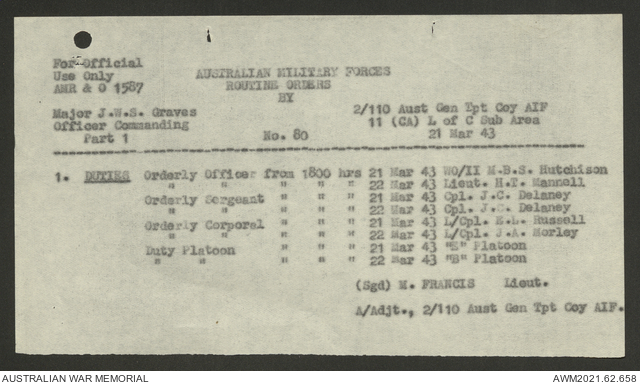 For Official
Use Only
AMR & O 1587
AUSTRALIAN MILITARY FORCES
ROUTINE ORDERS
BY
Major J.W.S. Graves
Officer Commanding
Part 1
No. 80
2/110 Aust Gen Tpt Coy AIF
11 (CA) L of C Sub Area
21 Mar 43
1. DUTIES Orderly Officer from 1800 hrs 21 Mar 43 WO/II M.B.S. Hutchison
" " " " " 22 Mar 43 Lieut. H.T. Mannell
Orderly Sergeant " " " 21 Mar 43 Cpl. J.C. Delaney
" " " " " 22 Mar 43 Cpl. J.C. Delaney
Orderly Corporal " " " 21 Mar 43 L/Cpl. E.L. Russell
" " " " " 22 Mar 43 L/Cpl. J.A. Morley
Duty Platoon " " " 21 Mar 43 "E" Platoon
" " " " " 22 Mar 43 "B" Platoon
(Sgd) M. FRANCIS Lieut.
A/Adjt., 2/110 Aust Gen Tpt Coy AIF.
AUSTRALIAN WAR MEMORIAL
AWM2021.62.658